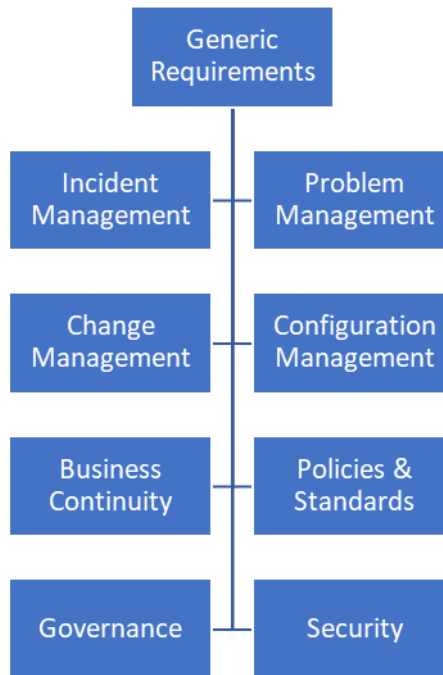 Generic
Requirements
Incident
Management
Problem
Management
Change
Management
Configuration
Management
Business
Continuity
Policies &
Standards
Governance
Security